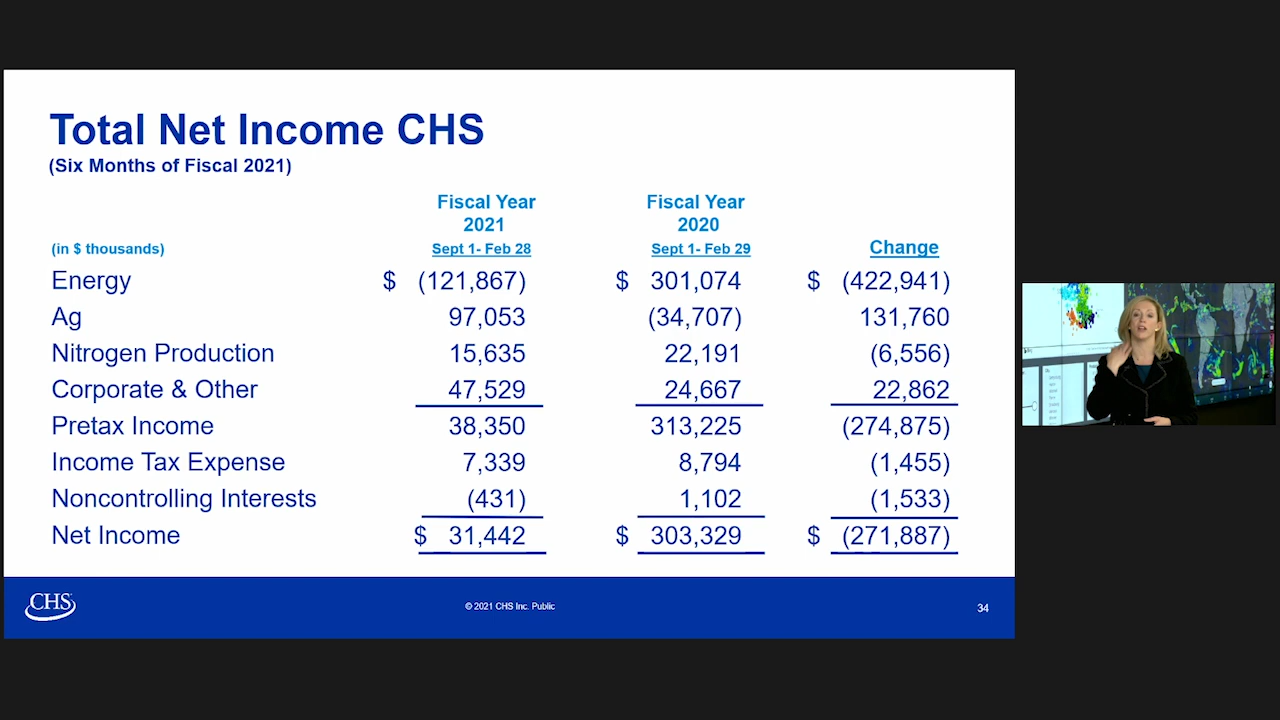 Total Net Income CHS
(Six Months of Fiscal 2021)
Fiscal Year Fiscal Year
2021 2020
(in $ thousands) Sept 1- Feb 28 Sept 1- Feb 29 Change
Energy $ (121,867) $ 301,074 $ (422,941)
Ag 97,053 (34,707) 131,760
Nitrogen Production 15,635 22,191 (6,556)
Corporate & Other 47,529 24,667 22,862
Pretax Income 38,350 313,225 (274,875)
Income Tax Expense 7,339 8,794 (1,455)
Noncontrolling Interests (431) 1,102 (1,533)
Net Income $ 31,442 $ 303,329 $ (271,887)
CHS © 2021 CHS Inc. Public 34